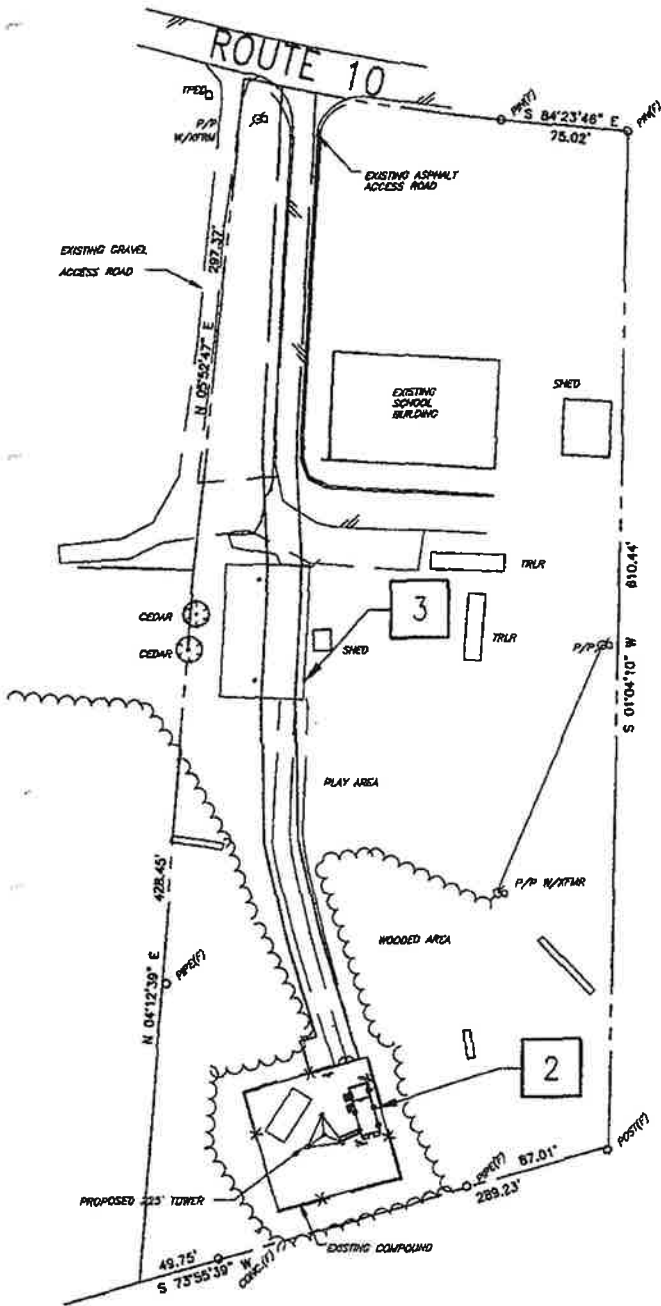 ROUTE 10
TPED
P/P
W/XFRM
PIN(F)
S 84°23'46" E
75.02'
PIN(F)
EXISTING ASPHALT
ACCESS ROAD
EXISTING GRAVEL
ACCESS ROAD
N 05°52'47" E
297.37'
EXISTING
SCHOOL
BUILDING
SHED
TRLR
3
CEDAR
CEDAR
SHED
TRLR
P/P
S 01°04'10" W
610.44'
PLAY AREA
P/P W/XFMR
WOODED AREA
N 04°12'39" E
428.45'
PIPE(F)
2
PROPOSED 225' TOWER
EXISTING COMPOUND
49.75'
S 73°55'39" W
CONC.(F)
PIPE(F)
87.01'
289.23'
POST(F)